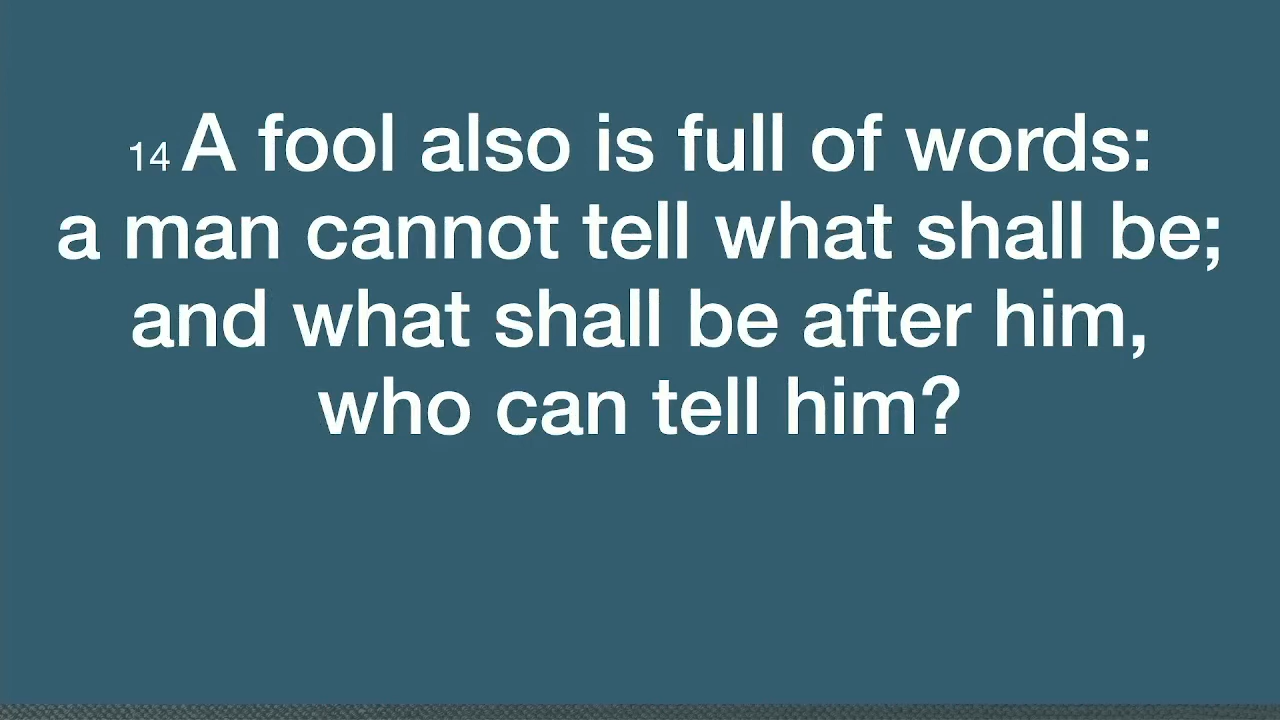 14 A fool also is full of words:
a man cannot tell what shall be;
and what shall be after him,
who can tell him?